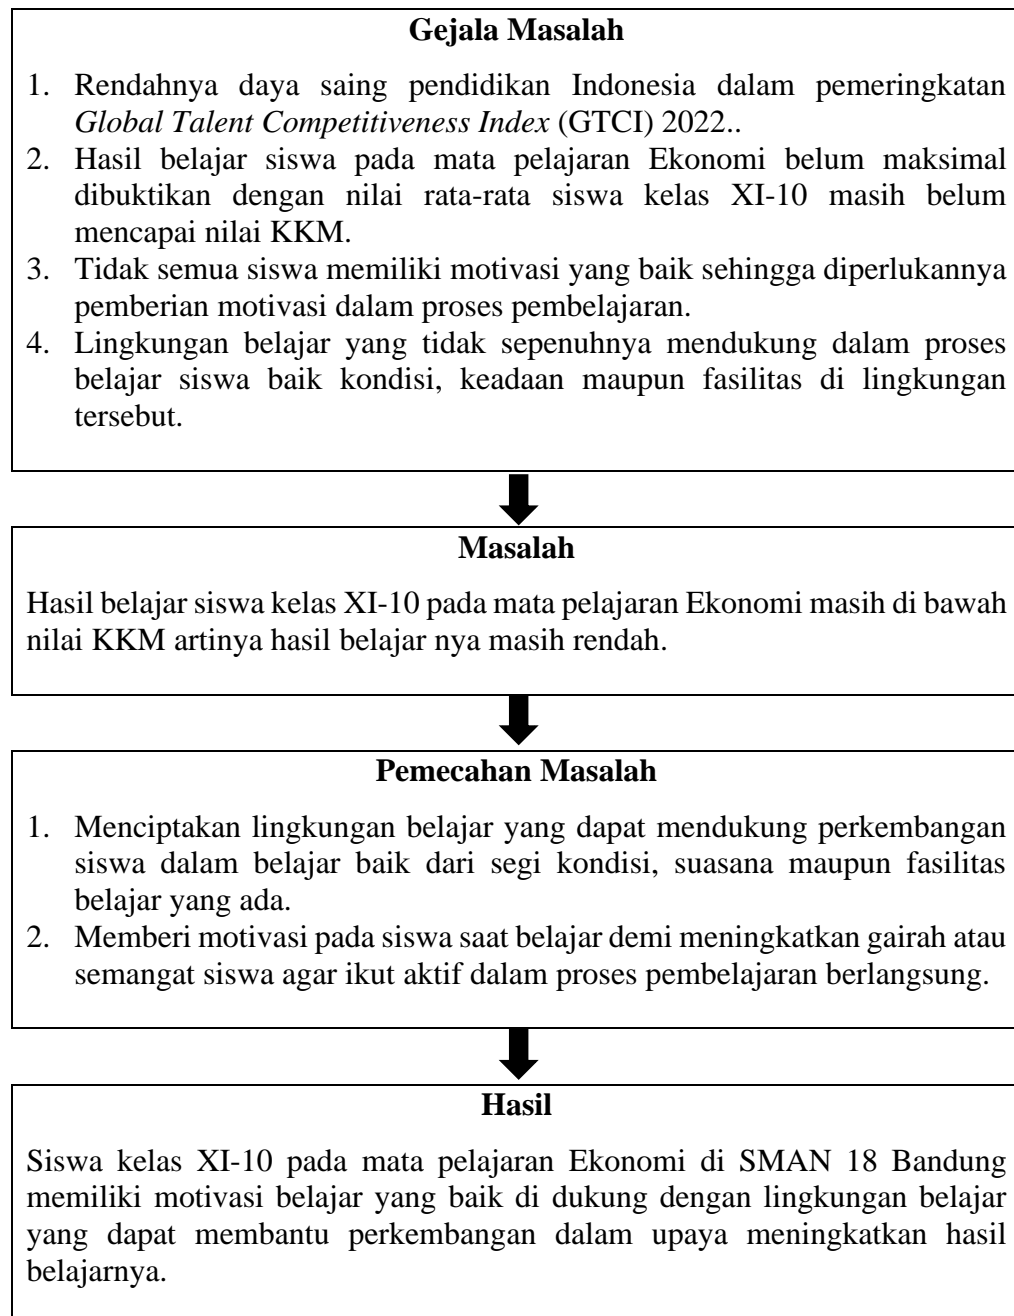 Gejala Masalah
1. Rendahnya daya saing pendidikan Indonesia dalam pemeringkatan
Global Talent Competitiveness Index (GTCI) 2022..
2. Hasil belajar siswa pada mata pelajaran Ekonomi belum maksimal
dibuktikan dengan nilai rata-rata siswa kelas XI-10 masih belum
mencapai nilai KKM.
3. Tidak semua siswa memiliki motivasi yang baik sehingga diperlukannya
pemberian motivasi dalam proses pembelajaran.
4. Lingkungan belajar yang tidak sepenuhnya mendukung dalam proses
belajar siswa baik kondisi, keadaan maupun fasilitas di lingkungan
tersebut.
Masalah
Hasil belajar siswa kelas XI-10 pada mata pelajaran Ekonomi masih di bawah
nilai KKM artinya hasil belajar nya masih rendah.
Pemecahan Masalah
1. Menciptakan lingkungan belajar yang dapat mendukung perkembangan
siswa dalam belajar baik dari segi kondisi, suasana maupun fasilitas
belajar yang ada.
2. Memberi motivasi pada siswa saat belajar demi meningkatkan gairah atau
semangat siswa agar ikut aktif dalam proses pembelajaran berlangsung.
Hasil
Siswa kelas XI-10 pada mata pelajaran Ekonomi di SMAN 18 Bandung
memiliki motivasi belajar yang baik di dukung dengan lingkungan belajar
yang dapat membantu perkembangan dalam upaya meningkatkan hasil
belajarnya.